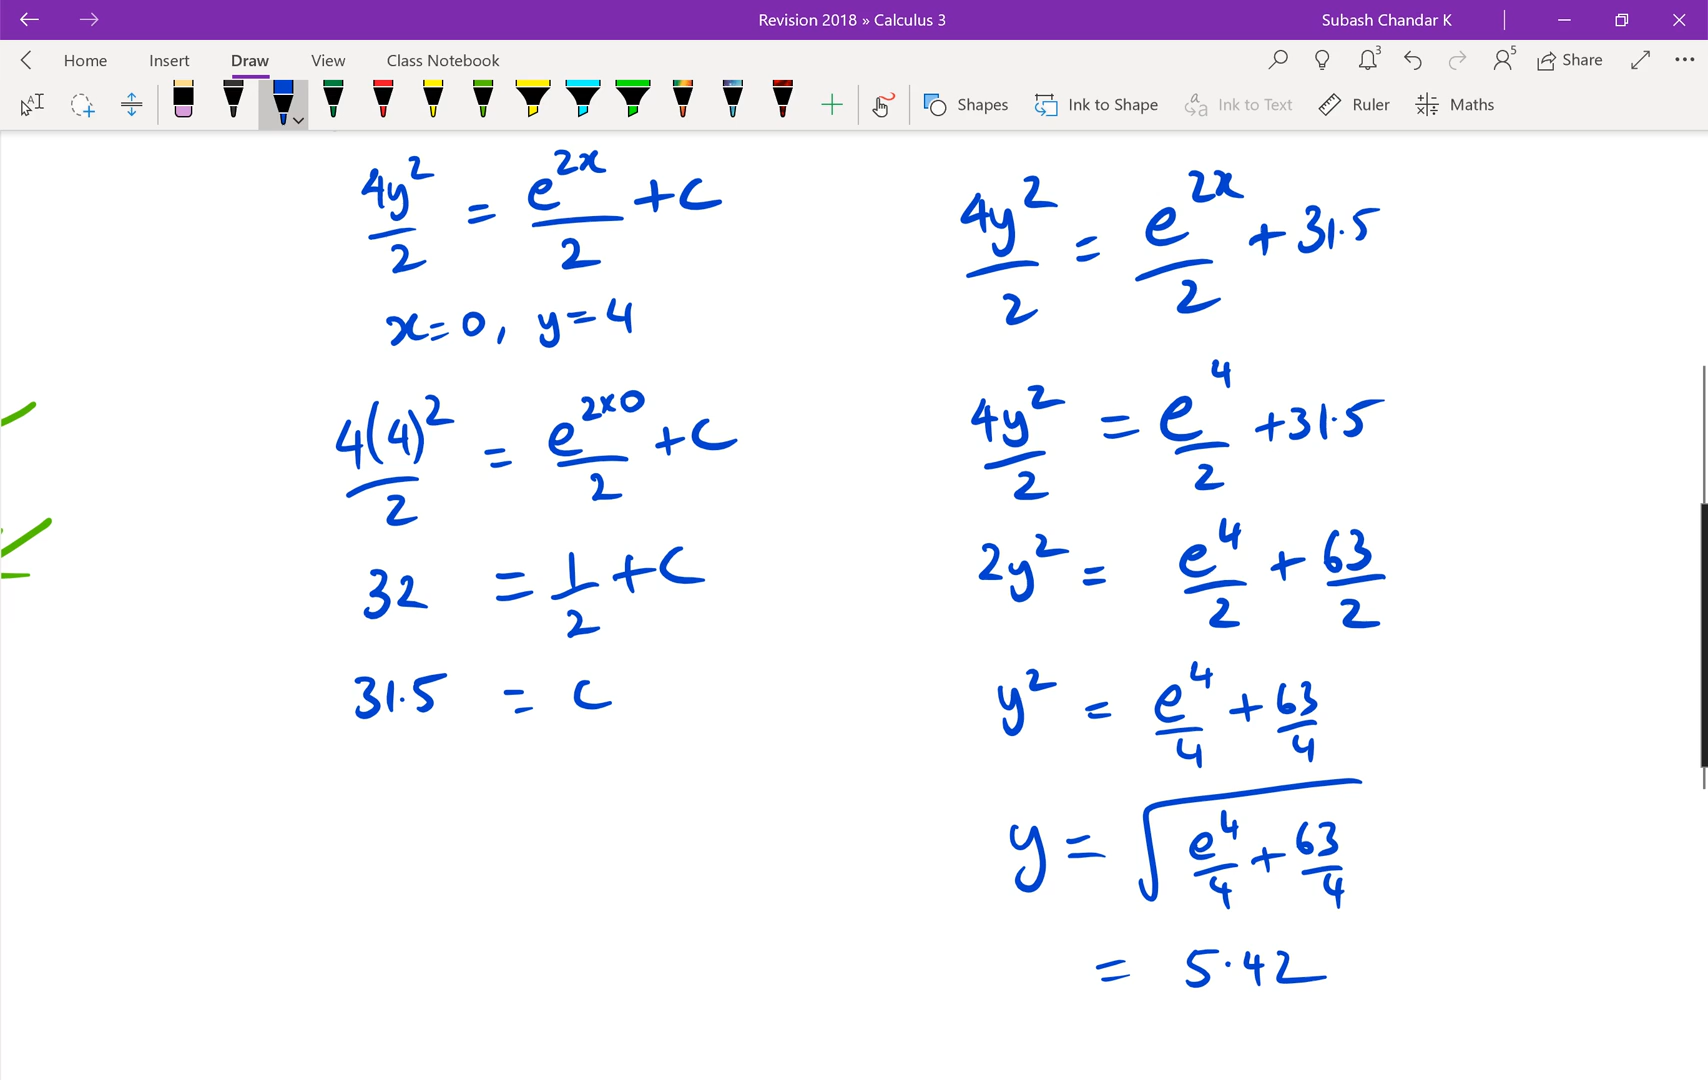 Revision 2018 » Calculus 3
Subash Chandar K
Home Insert Draw View Class Notebook
3 5 Share
Shapes Ink to Shape Ink to Text Ruler Maths
4y²/2 = e^(2x)/2 + C
x = 0, y = 4
4(4)²/2 = e^(2×0)/2 + C
32 = 1/2 + C
31.5 = C
4y²/2 = e^(2x)/2 + 31.5
4y²/2 = e⁴/2 + 31.5
2y² = e⁴/2 + 63/2
y² = e⁴/4 + 63/4
y = √(e⁴/4 + 63/4)
= 5.42